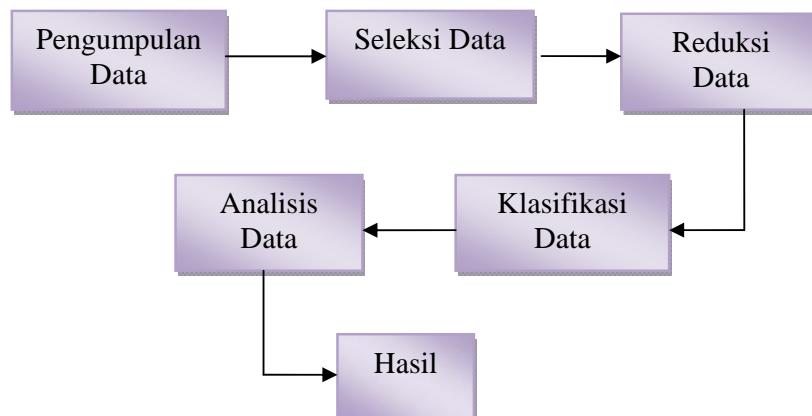 Pengumpulan
Data
Seleksi Data
Reduksi
Data
Klasifikasi
Data
Analisis
Data
Hasil